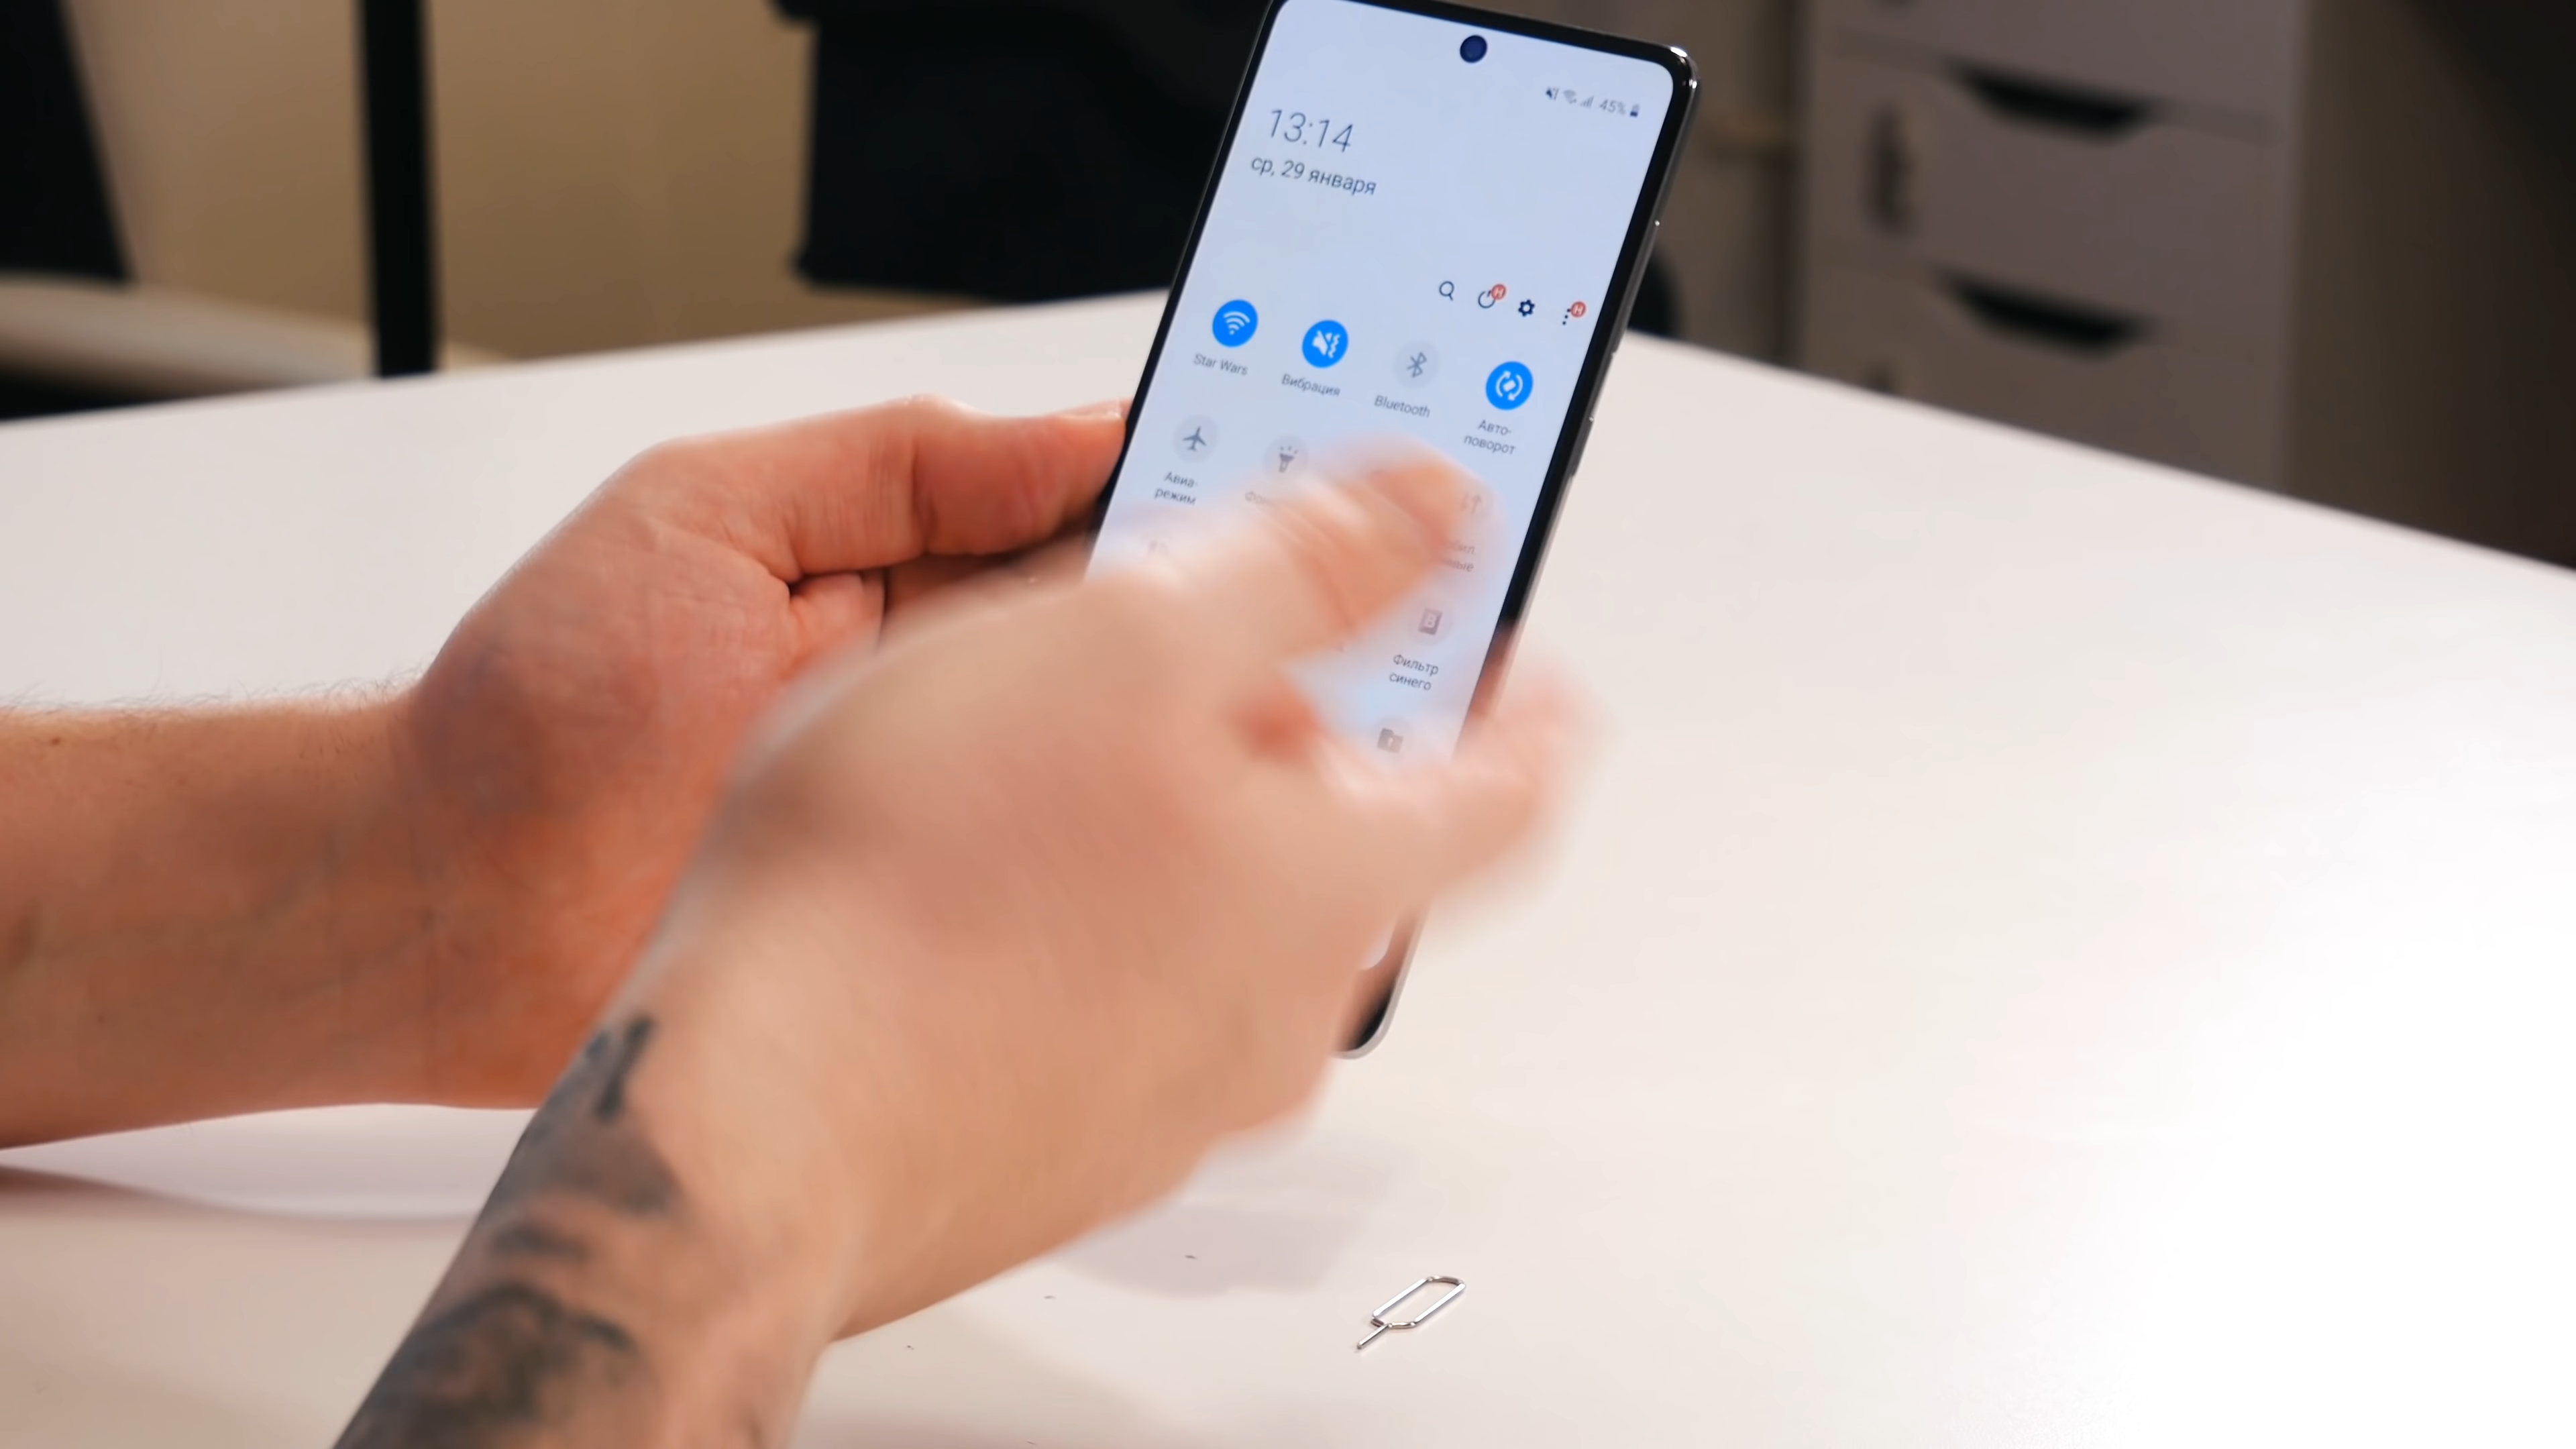 45%
13:14
ср, 29 января
Н
Н
Star Wars
Вибрация
Bluetooth
Авто-
поворот
Авиа-
режим
B
Фильтр
синего